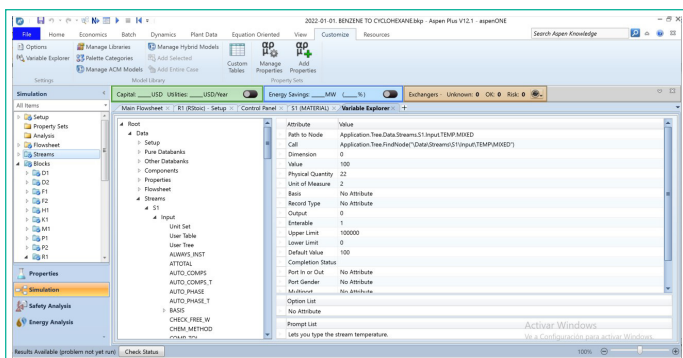 2022-01-01. BENZENE TO CYCLOHEXANE.bkp - Aspen Plus V12.1 - aspenONE
File Home Economics Batch Dynamics Plant Data Equation Oriented View Customize Resources Search Aspen Knowledge
Options Manage Libraries Manage Hybrid Models
Variable Explorer Palette Categories Add Selected
Manage ACM Models Add Entire Case
Custom Tables Manage Properties Add Properties
Settings Model Library Property Sets
Simulation
All Items
Setup
Property Sets
Analysis
Flowsheet
Streams
Blocks
D1
D2
F1
F2
H1
K1
M1
P1
P2
R1
Properties
Simulation
Safety Analysis
Energy Analysis
Capital: ____USD Utilities: ____USD/Year Energy Savings: ____MW (____%) Exchangers - Unknown: 0 OK: 0 Risk: 0
Main Flowsheet R1 (RStoic) - Setup Control Panel S1 (MATERIAL) Variable Explorer
Root
Data
Setup
Pure Databanks
Other Databanks
Components
Properties
Flowsheet
Streams
S1
Input
Unit Set
User Table
User Tree
ALWAYS_INST
ATTOTAL
AUTO_COMPS
AUTO_COMPS_T
AUTO_PHASE
AUTO_PHASE_T
BASIS
CHECK_FREE_W
CHEM_METHOD
COMP_TOL
Attribute Value
Path to Node Application.Tree.Data.Streams.S1.Input.TEMP.MIXED
Call Application.Tree.FindNode("\Data\Streams\S1\Input\TEMP\MIXED")
Dimension 0
Value 100
Physical Quantity 22
Unit of Measure 2
Basis No Attribute
Record Type No Attribute
Output 0
Enterable 1
Upper Limit 100000
Lower Limit 0
Default Value 100
Completion Status
Port In or Out No Attribute
Port Gender No Attribute
Multiport No Attribute
Option List
No Attribute
Prompt List
Lets you type the stream temperature.
Activar Windows
Ve a Configuración para activar Windows.
Results Available (problem not yet run) Check Status 100%